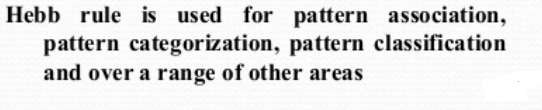 Hebb rule is used for pattern association,
pattern categorization, pattern classification
and over a range of other areas